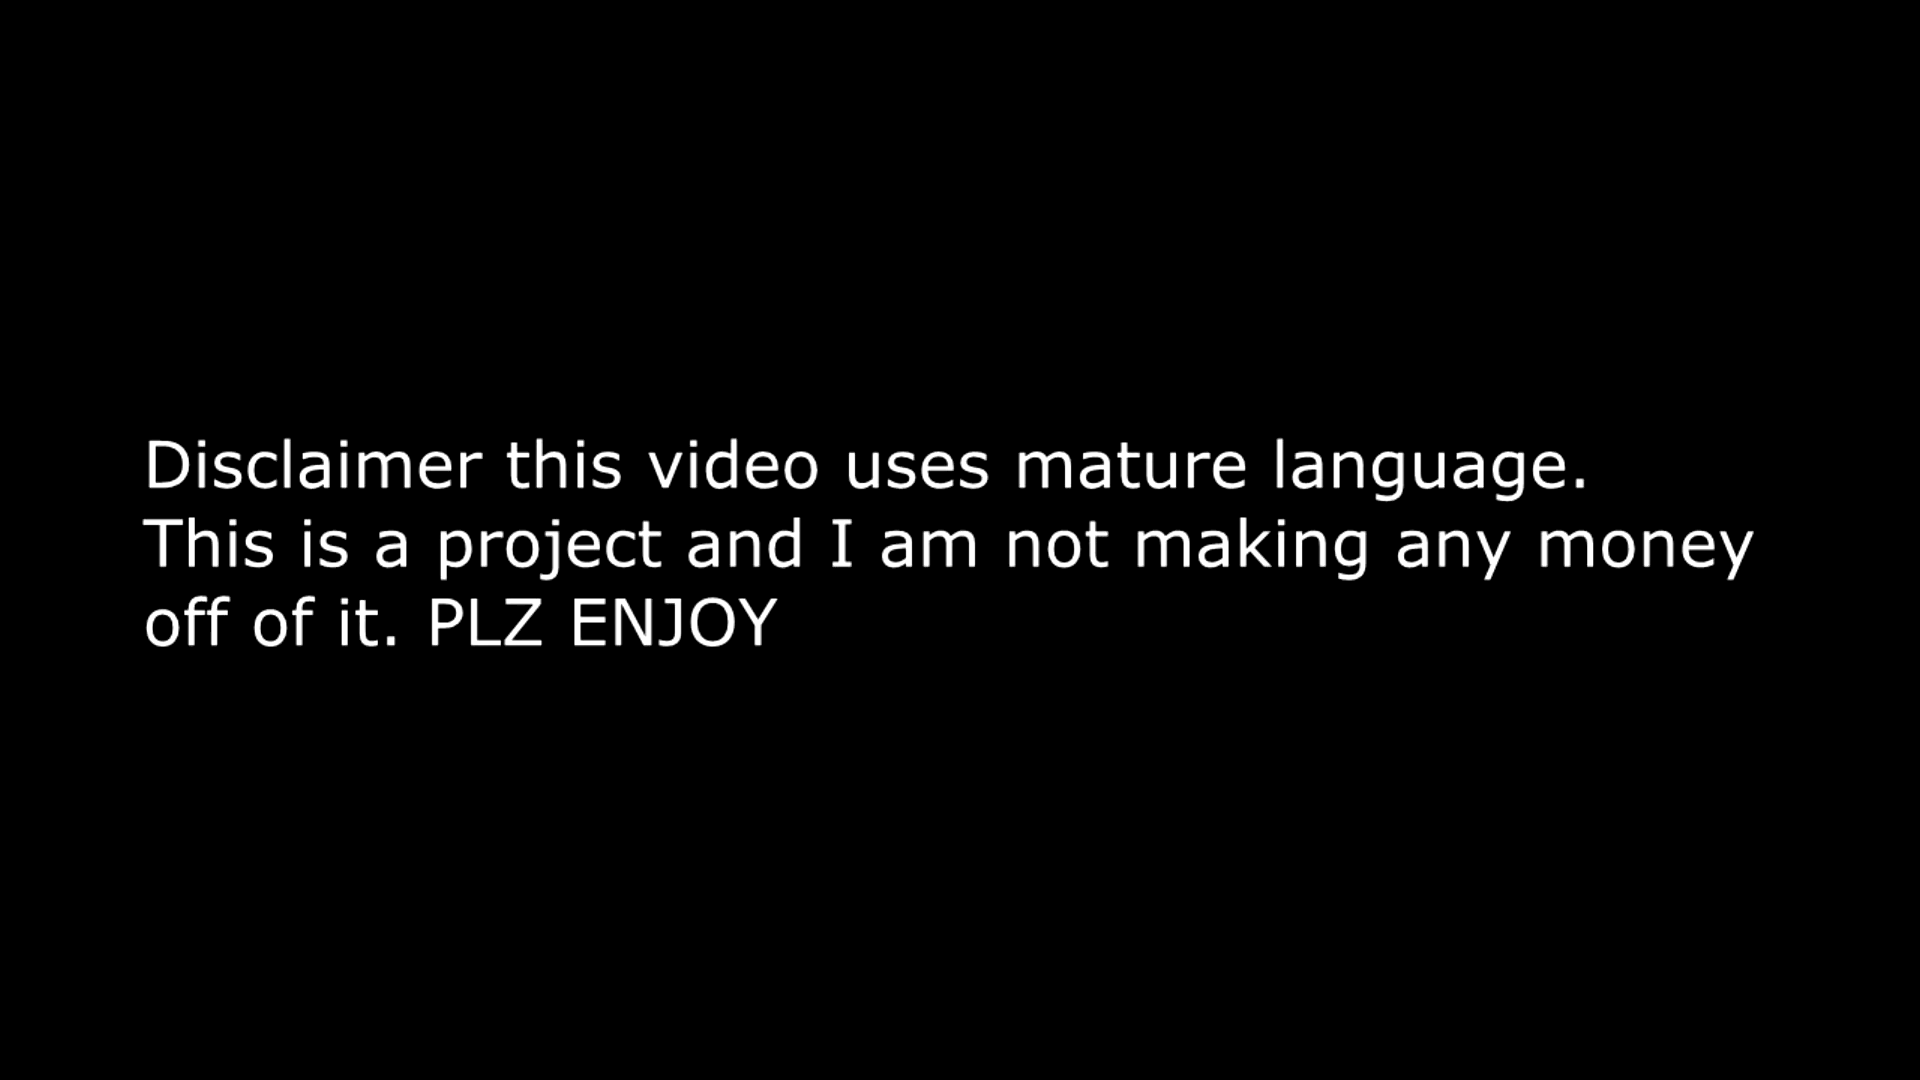 Disclaimer this video uses mature language.
This is a project and I am not making any money
off of it. PLZ ENJOY